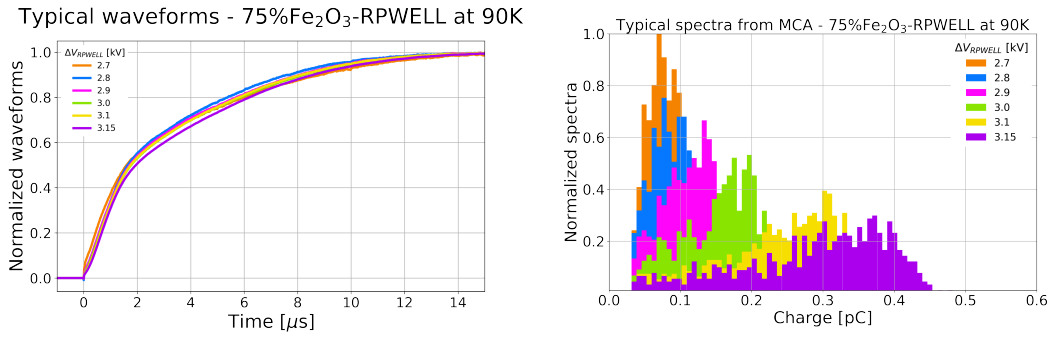 Typical waveforms - 75%Fe₂O₃-RPWELL at 90K
ΔV_RPWELL [kV]
2.7
2.8
2.9
3.0
3.1
3.15
Normalized waveforms
1.0
0.8
0.6
0.4
0.2
0.0
0 2 4 6 8 10 12 14
Time [μs]
Typical spectra from MCA - 75%Fe₂O₃-RPWELL at 90K
ΔV_RPWELL [kV]
2.7
2.8
2.9
3.0
3.1
3.15
Normalized spectra
1.0
0.8
0.6
0.4
0.2
0.0 0.1 0.2 0.3 0.4 0.5 0.6
Charge [pC]